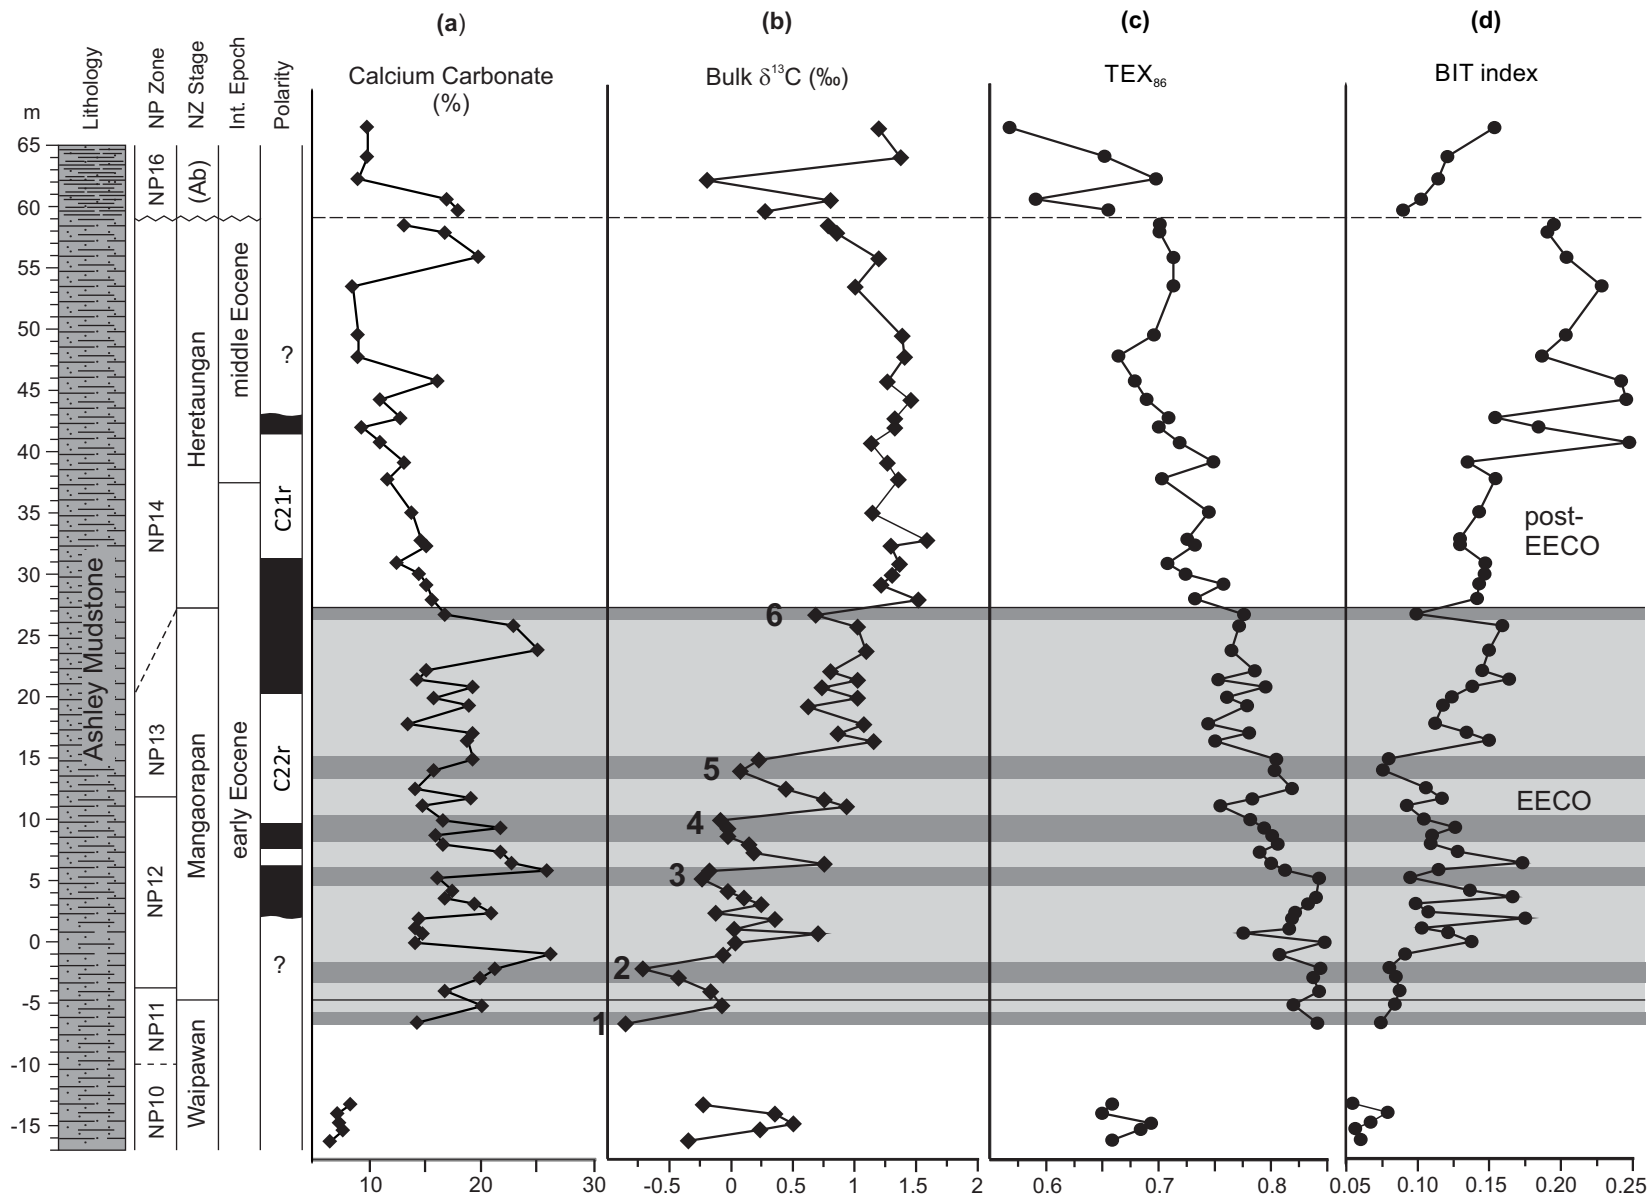 (a) (b) (c) (d)
Calcium Carbonate (%)
Bulk δ¹³C (‰)
TEX₈₆
BIT index
m
Lithology
NP Zone
NZ Stage
Int. Epoch
Polarity
65
60
55
50
45
40
35
30
25
20
15
10
5
0
-5
-10
-15
Ashley Mudstone
NP16
NP14
NP13
NP12
NP11
NP10
(Ab)
Heretaungan
Mangaorapan
Waipawan
middle Eocene
early Eocene
?
C21r
C22r
?
6
5
4
3
2
1
post-
EECO
EECO
10 20 30
-0.5 0 0.5 1 1.5 2
0.6 0.7 0.8
0.05 0.10 0.15 0.20 0.25